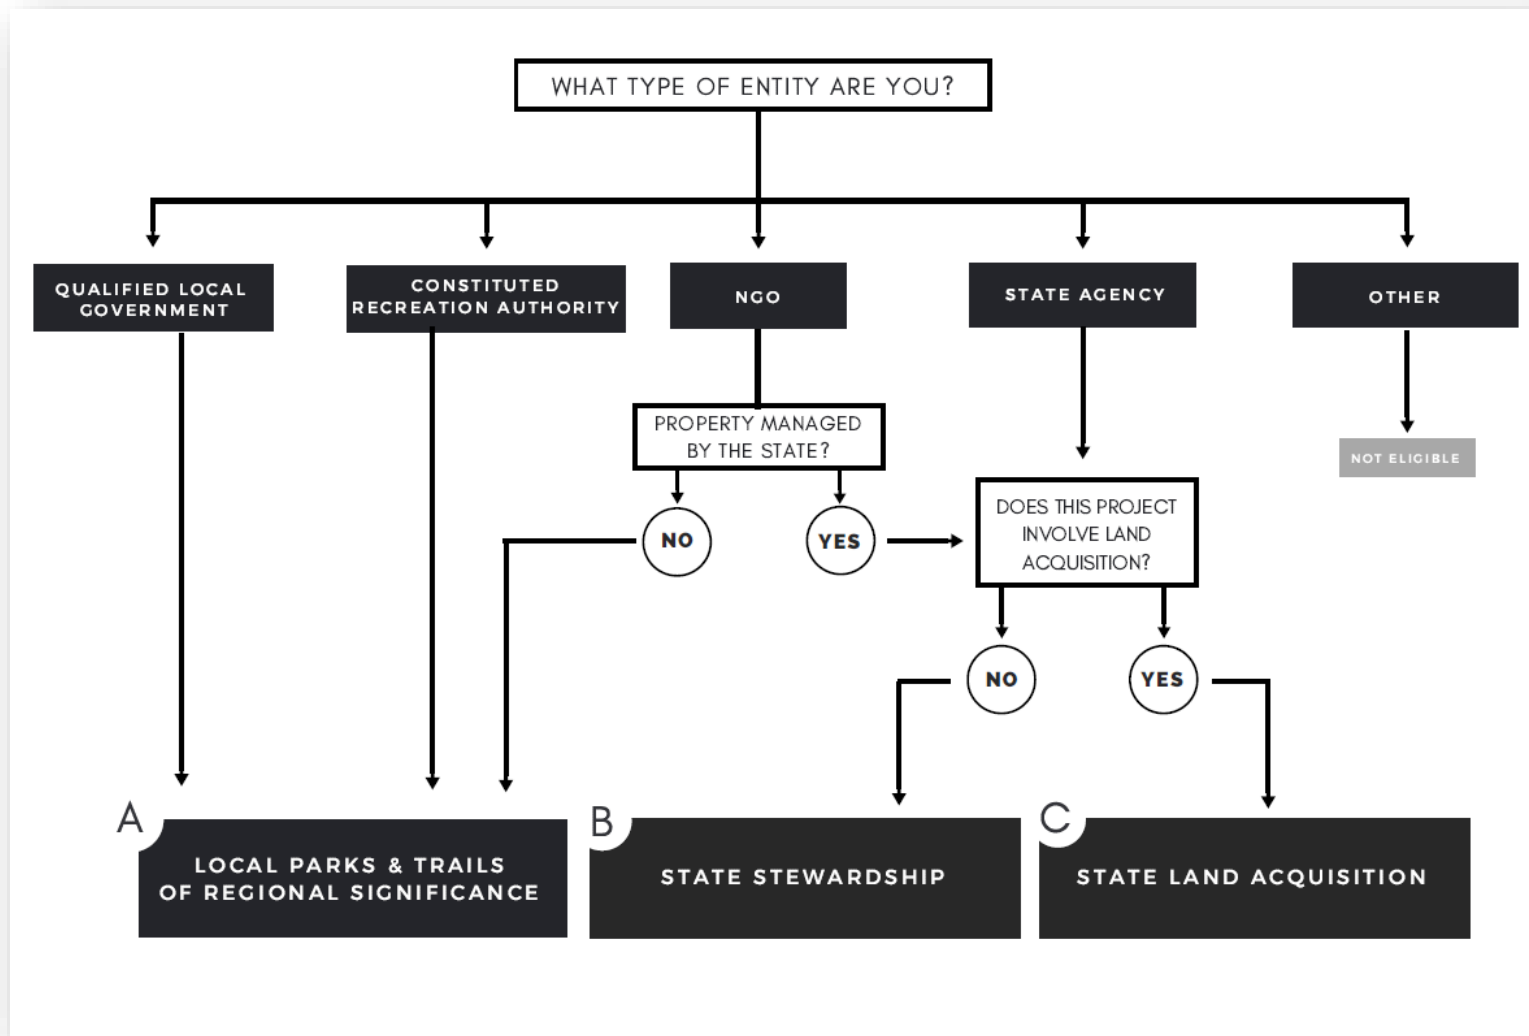 WHAT TYPE OF ENTITY ARE YOU?
QUALIFIED LOCAL
GOVERNMENT
CONSTITUTED
RECREATION AUTHORITY
NGO
STATE AGENCY
OTHER
PROPERTY MANAGED
BY THE STATE?
NOT ELIGIBLE
NO
YES
DOES THIS PROJECT
INVOLVE LAND
ACQUISITION?
NO
YES
A
LOCAL PARKS & TRAILS
OF REGIONAL SIGNIFICANCE
B
STATE STEWARDSHIP
C
STATE LAND ACQUISITION